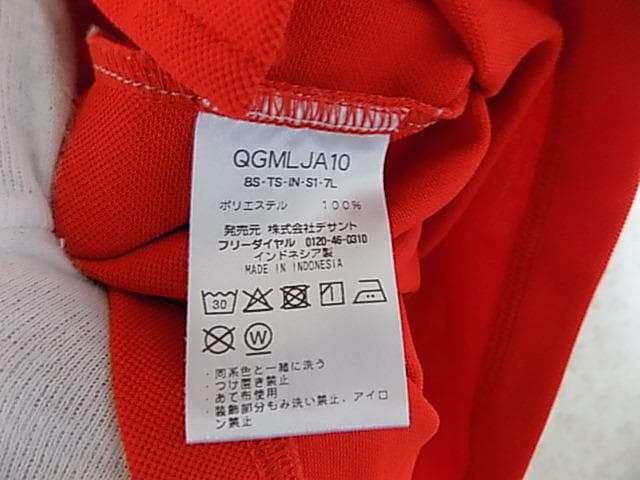 QGMLJA10
8S-TS-IN-S1-7L
ポリエステル 100%
発売元 株式会社デサント
フリーダイヤル 0120-46-0310
インドネシア製
MADE IN INDONESIA
30
W
・同系色と一緒に洗う
・つけ置き禁止
・あて布使用
・装飾部分もみ洗い禁止、アイロ
ン禁止